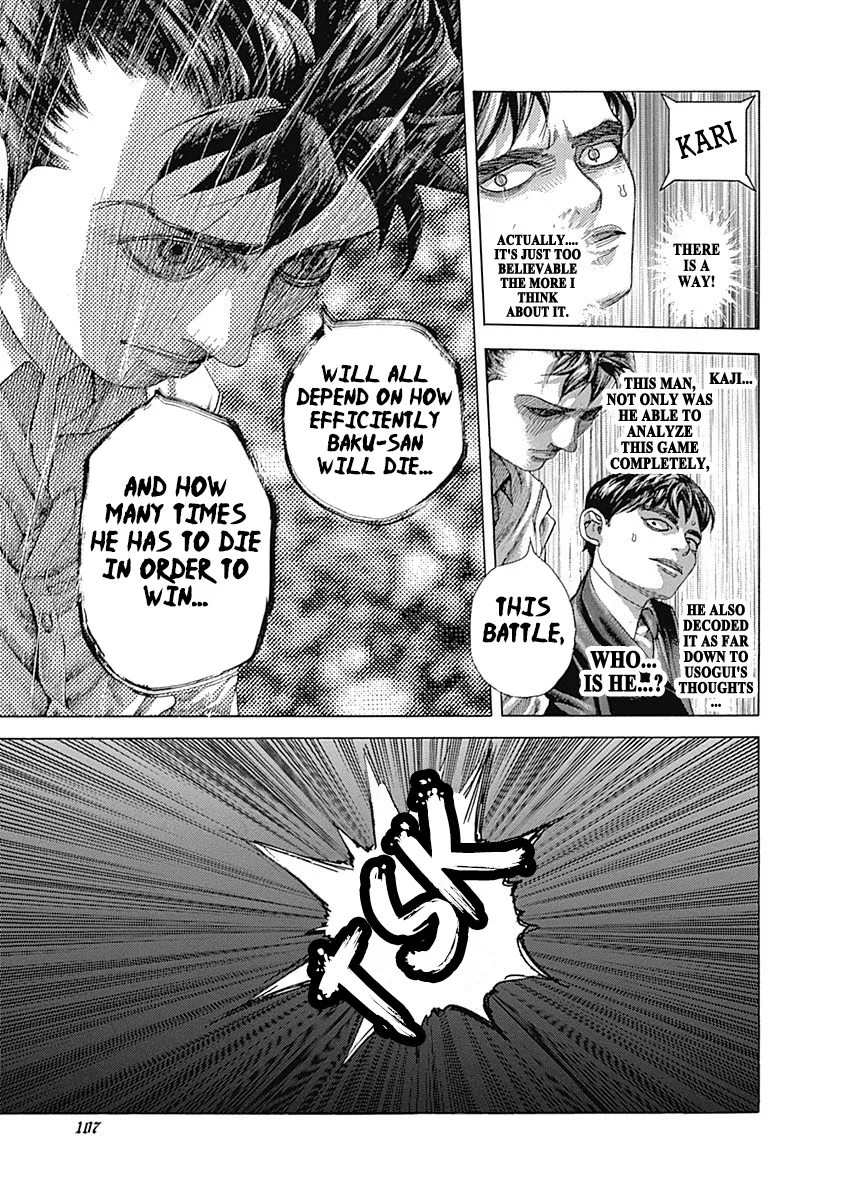 KARI
THERE
IS A
WAY!
ACTUALLY....
IT'S JUST TOO
BELIEVABLE
THE MORE I
THINK
ABOUT IT.
KAJI...
THIS MAN,
NOT ONLY WAS
HE ABLE TO
ANALYZE
THIS GAME
COMPLETELY,
HE ALSO
DECODED
IT AS FAR
DOWN TO
USOGUI'S
THOUGHTS
...
WHO...
IS HE...?
THIS
BATTLE,
WILL ALL
DEPEND ON HOW
EFFICIENTLY
BAKU-SAN
WILL DIE...
AND HOW
MANY TIMES
HE HAS TO DIE
IN ORDER TO
WIN...
TSK
107